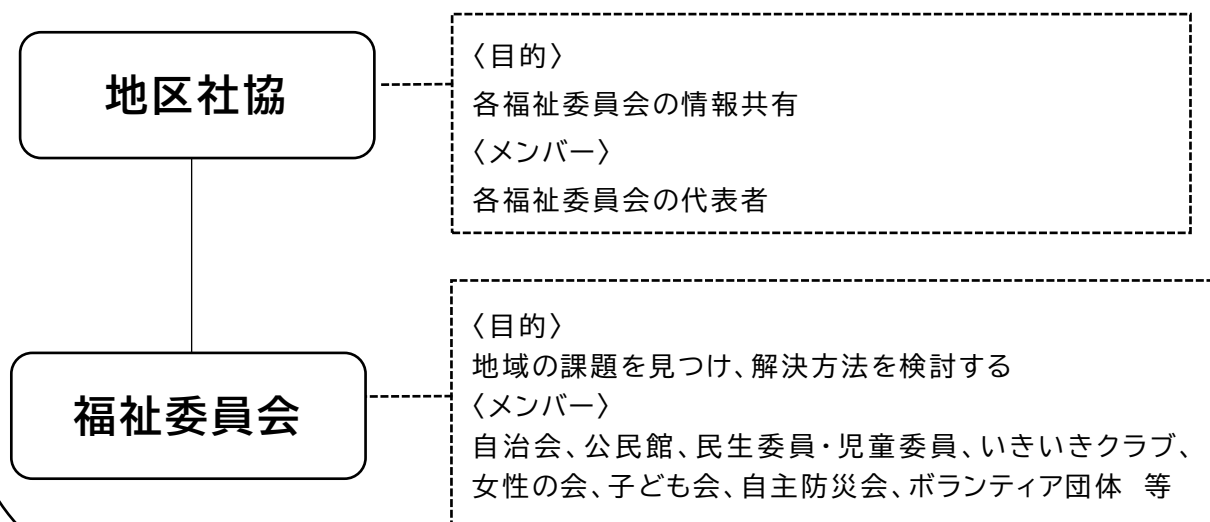 地区社協
〈目的〉
各福祉委員会の情報共有
〈メンバー〉
各福祉委員会の代表者
福祉委員会
〈目的〉
地域の課題を見つけ、解決方法を検討する
〈メンバー〉
自治会、公民館、民生委員・児童委員、いきいきクラブ、
女性の会、子ども会、自主防災会、ボランティア団体　等